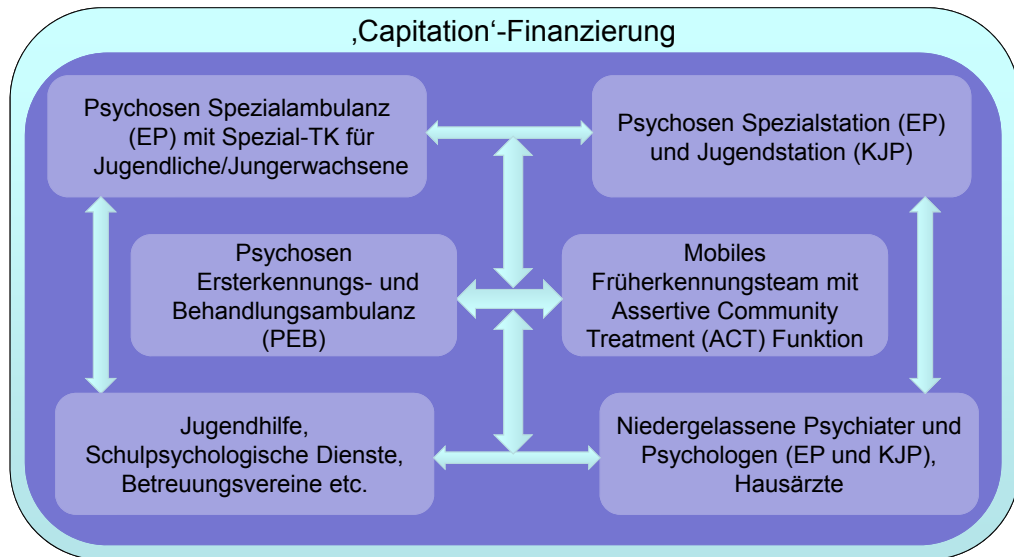 ‚Capitation‘-Finanzierung
Psychosen Spezialambulanz
(EP) mit Spezial-TK für
Jugendliche/Jungerwachsene
Psychosen Spezialstation (EP)
und Jugendstation (KJP)
Psychosen
Ersterkennungs- und
Behandlungsambulanz
(PEB)
Mobiles
Früherkennungsteam mit
Assertive Community
Treatment (ACT) Funktion
Jugendhilfe,
Schulpsychologische Dienste,
Betreuungsvereine etc.
Niedergelassene Psychiater und
Psychologen (EP und KJP),
Hausärzte